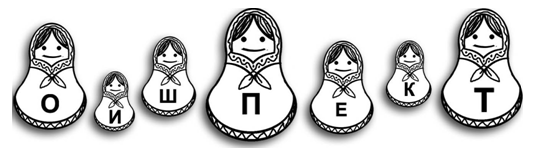 О И Ш П Е К Т